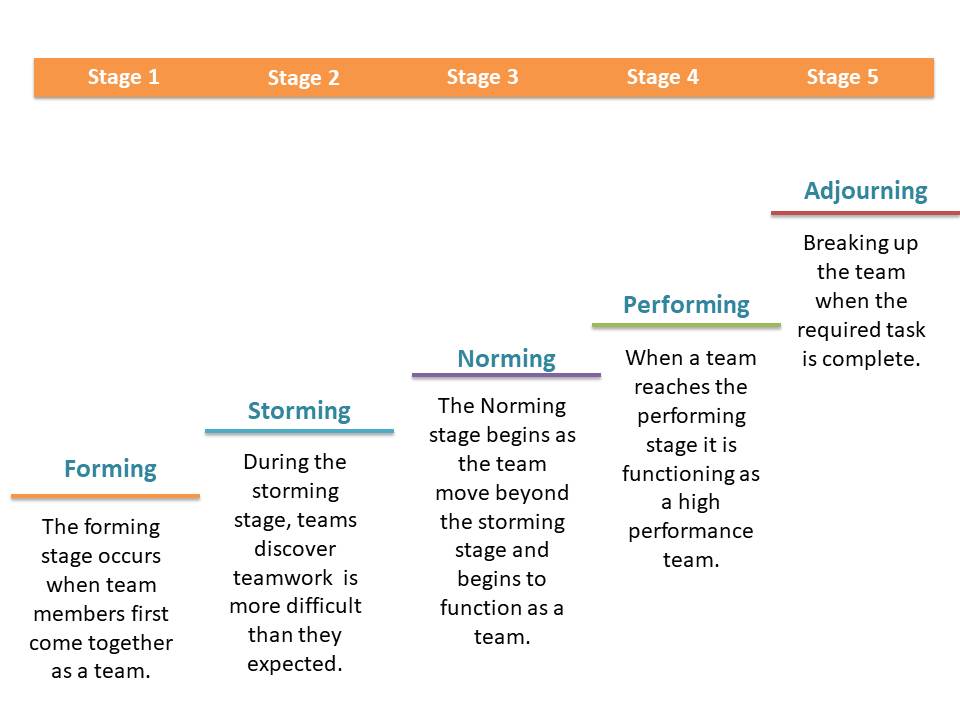 Stage 1 Stage 2 Stage 3 Stage 4 Stage 5
Forming
The forming
stage occurs
when team
members first
come together
as a team.
Storming
During the
storming
stage, teams
discover
teamwork  is
more difficult
than they
expected.
Norming
The Norming
stage begins as
the team
move beyond
the storming
stage and
begins to
function as a
team.
Performing
When a team
reaches the
performing
stage it is
functioning as
a high
performance
team.
Adjourning
Breaking up
the team
when the
required task
is complete.